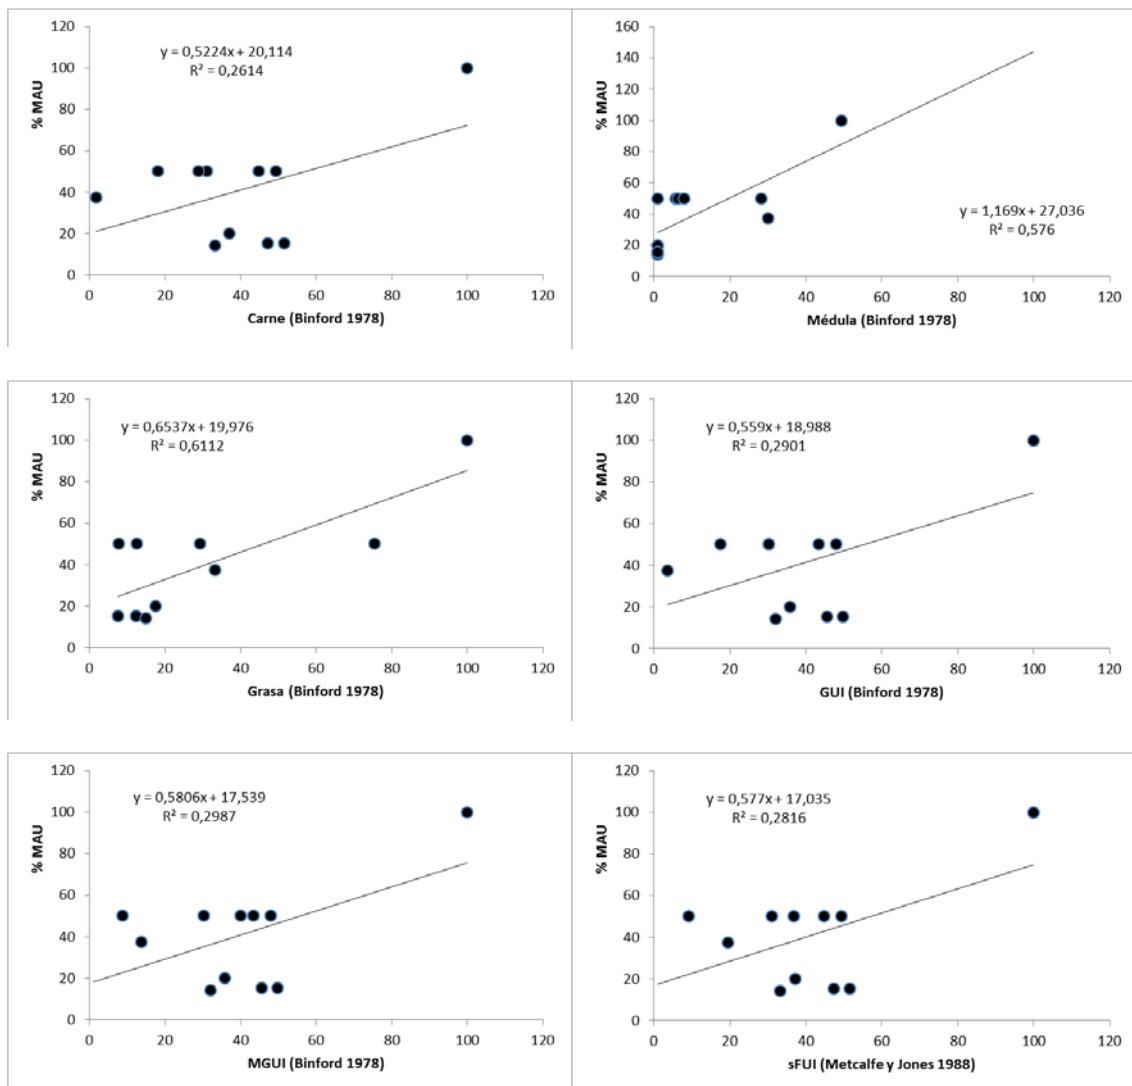 120
100
80
60
40
20
0
% MAU
y = 0,5224x + 20,114
R² = 0,2614
0 20 40 60 80 100 120
Carne (Binford 1978)
160
140
120
100
80
60
40
20
0
% MAU
y = 1,169x + 27,036
R² = 0,576
0 20 40 60 80 100 120
Médula (Binford 1978)
120
100
80
60
40
20
0
% MAU
y = 0,6537x + 19,976
R² = 0,6112
0 20 40 60 80 100 120
Grasa (Binford 1978)
120
100
80
60
40
20
0
% MAU
y = 0,559x + 18,988
R² = 0,2901
0 20 40 60 80 100 120
GUI (Binford 1978)
120
100
80
60
40
20
0
% MAU
y = 0,5806x + 17,539
R² = 0,2987
0 20 40 60 80 100 120
MGUI (Binford 1978)
120
100
80
60
40
20
0
% MAU
y = 0,577x + 17,035
R² = 0,2816
0 20 40 60 80 100 120
sFUI (Metcalfe y Jones 1988)